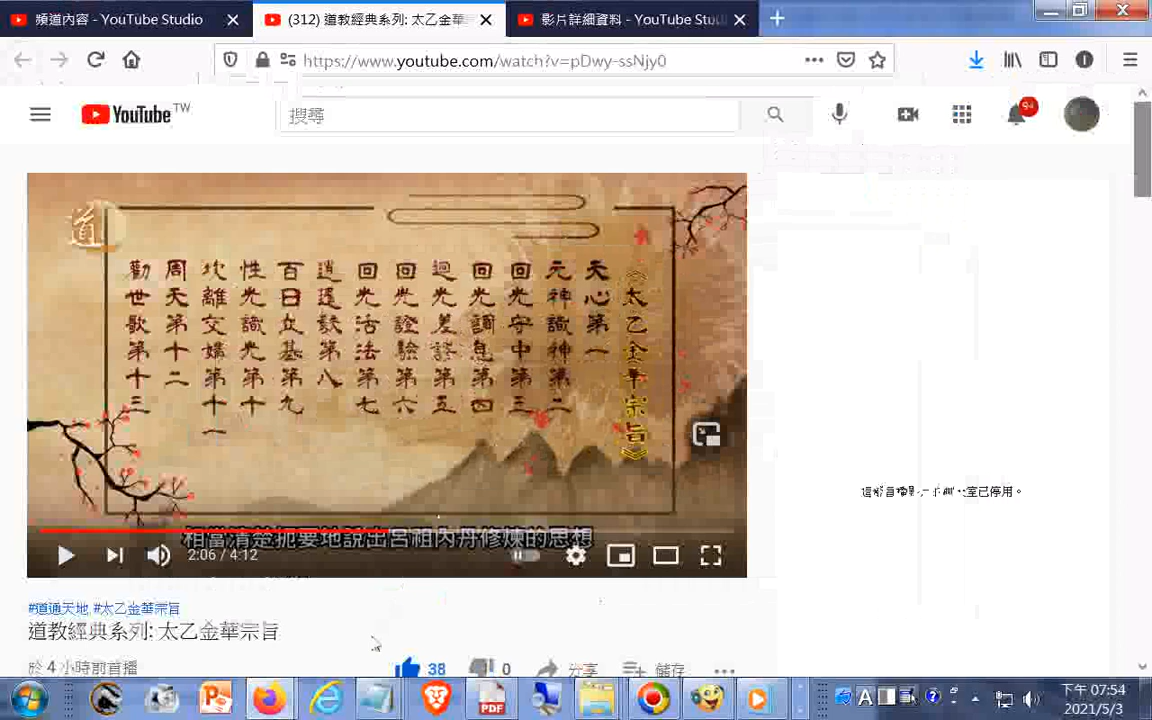 頻道內容 - YouTube Studio
(312) 道教經典系列: 太乙金華
影片詳細資料 - YouTube Stu
https://www.youtube.com/watch?v=pDwy-ssNjy0
YouTube TW
搜尋
94
道
《太乙金華宗旨》
天心第一
元神識神第二
回光守中第三
回光調息第四
迴光差謬第五
回光證驗第六
回光活法第七
逍遙訣第八
百日立基第九
性光識光第十
坎離交媾第十一
周天第十二
勸世歌第十三
相當清楚扼要地說出宮祖內丹修煉的思想
2:06 / 4:12
#道通天地 #太乙金華宗旨
道教經典系列: 太乙金華宗旨
於 4 小時前首播
38
0
分享
儲存
室已停用。
下午 07:54
2021/5/3